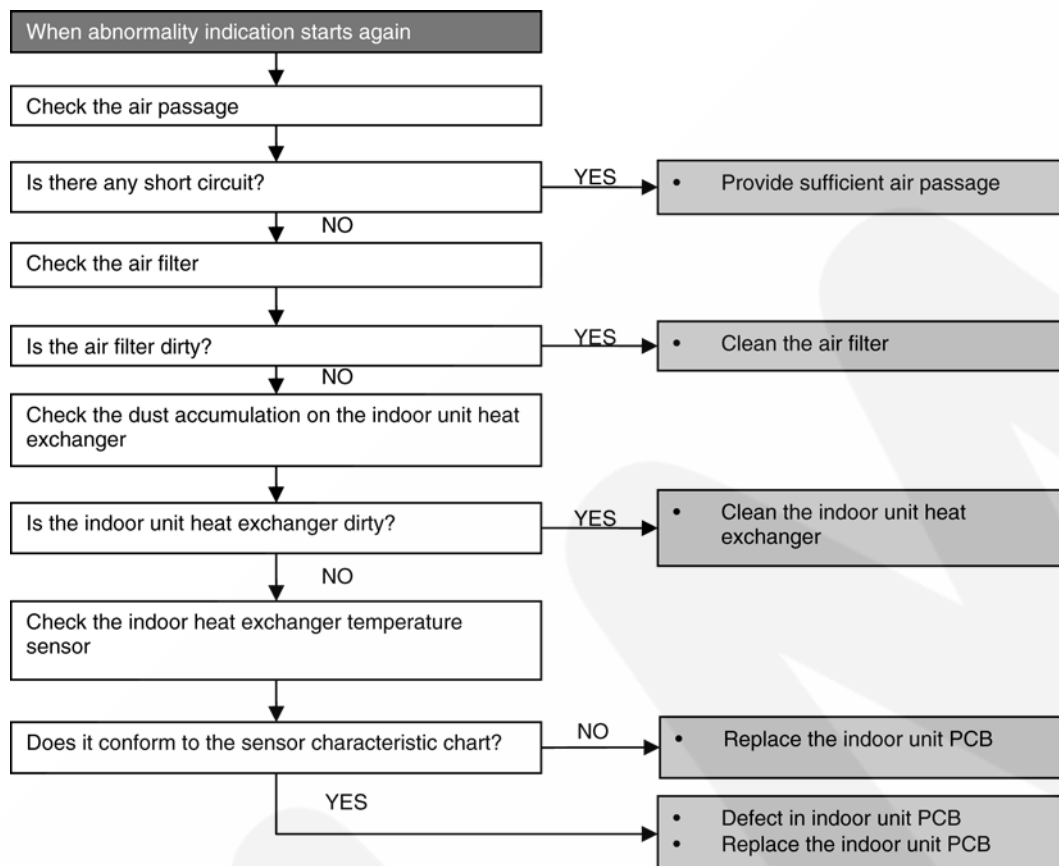 When abnormality indication starts again
Check the air passage
Is there any short circuit?
YES
• Provide sufficient air passage
NO
Check the air filter
Is the air filter dirty?
YES
• Clean the air filter
NO
Check the dust accumulation on the indoor unit heat
exchanger
Is the indoor unit heat exchanger dirty?
YES
• Clean the indoor unit heat
exchanger
NO
Check the indoor heat exchanger temperature
sensor
Does it conform to the sensor characteristic chart?
NO
• Replace the indoor unit PCB
YES
• Defect in indoor unit PCB
• Replace the indoor unit PCB